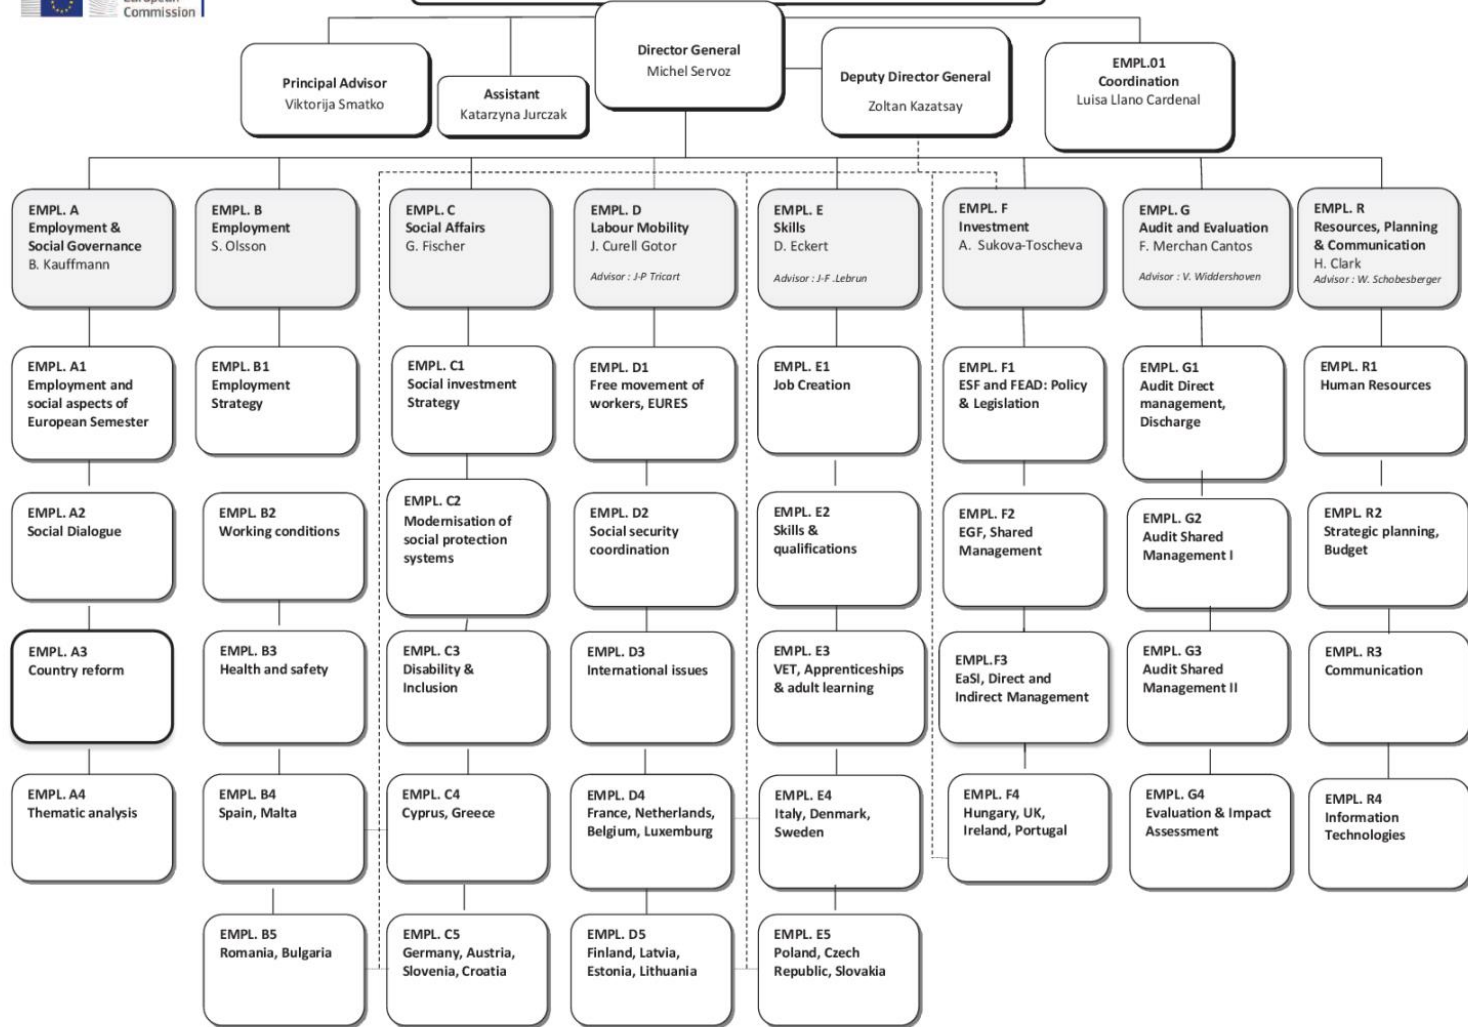 European
Commission
Director General
Michel Servoz
Principal Advisor
Viktorija Smatko
Assistant
Katarzyna Jurczak
Deputy Director General
Zoltan Kazatsay
EMPL.01
Coordination
Luisa Llano Cardenal
EMPL. A
Employment &
Social Governance
B. Kauffmann
EMPL. B
Employment
S. Olsson
EMPL. C
Social Affairs
G. Fischer
EMPL. D
Labour Mobility
J. Curell Gotor
Advisor : J-P Tricart
EMPL. E
Skills
D. Eckert
Advisor : J-F .Lebrun
EMPL. F
Investment
A. Sukova-Toscheva
EMPL. G
Audit and Evaluation
F. Merchan Cantos
Advisor : V. Widdershoven
EMPL. R
Resources, Planning
& Communication
H. Clark
Advisor : W. Schobesberger
EMPL. A1
Employment and
social aspects of
European Semester
EMPL. B1
Employment
Strategy
EMPL. C1
Social investment
Strategy
EMPL. D1
Free movement of
workers, EURES
EMPL. E1
Job Creation
EMPL. F1
ESF and FEAD: Policy
& Legislation
EMPL. G1
Audit Direct
management,
Discharge
EMPL. R1
Human Resources
EMPL. A2
Social Dialogue
EMPL. B2
Working conditions
EMPL. C2
Modernisation of
social protection
systems
EMPL. D2
Social security
coordination
EMPL. E2
Skills &
qualifications
EMPL. F2
EGF, Shared
Management
EMPL. G2
Audit Shared
Management I
EMPL. R2
Strategic planning,
Budget
EMPL. A3
Country reform
EMPL. B3
Health and safety
EMPL. C3
Disability &
Inclusion
EMPL. D3
International issues
EMPL. E3
VET, Apprenticeships
& adult learning
EMPL.F3
EaSI, Direct and
Indirect Management
EMPL. G3
Audit Shared
Management II
EMPL. R3
Communication
EMPL. A4
Thematic analysis
EMPL. B4
Spain, Malta
EMPL. C4
Cyprus, Greece
EMPL. D4
France, Netherlands,
Belgium, Luxemburg
EMPL. E4
Italy, Denmark,
Sweden
EMPL. F4
Hungary, UK,
Ireland, Portugal
EMPL. G4
Evaluation & Impact
Assessment
EMPL. R4
Information
Technologies
EMPL. B5
Romania, Bulgaria
EMPL. C5
Germany, Austria,
Slovenia, Croatia
EMPL. D5
Finland, Latvia,
Estonia, Lithuania
EMPL. E5
Poland, Czech
Republic, Slovakia